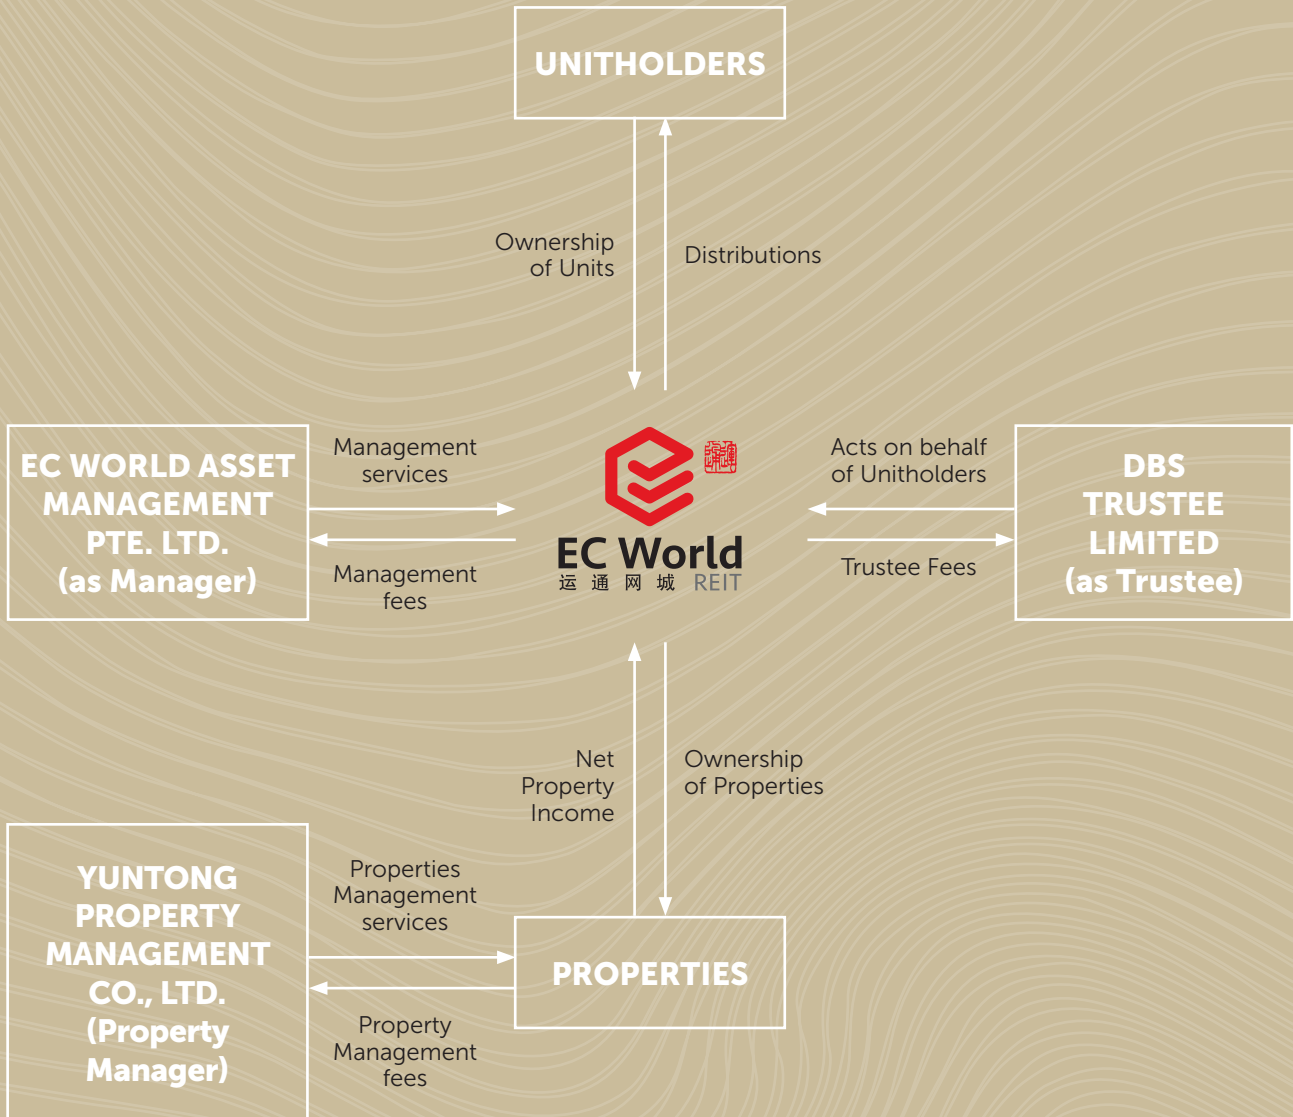 UNITHOLDERS
Ownership
of Units
Distributions
EC WORLD ASSET
MANAGEMENT
PTE. LTD.
(as Manager)
Management
services
Management
fees
EC World
运通网城 REIT
Acts on behalf
of Unitholders
Trustee Fees
DBS
TRUSTEE
LIMITED
(as Trustee)
Net
Property
Income
Ownership
of Properties
YUNTONG
PROPERTY
MANAGEMENT
CO., LTD.
(Property
Manager)
Properties
Management
services
Property
Management
fees
PROPERTIES